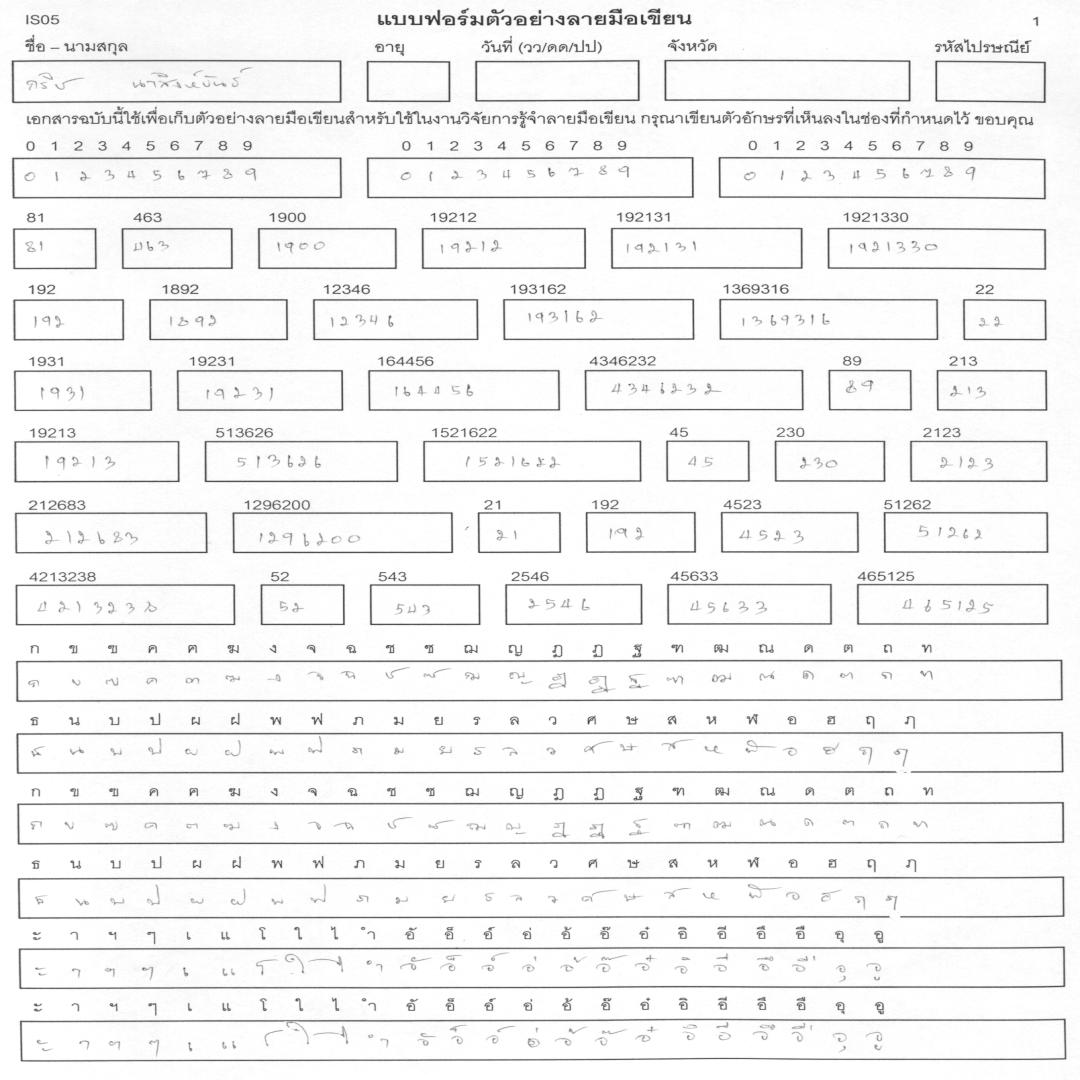 IS05 แบบฟอร์มตัวอย่างลายมือเขียน 1
ชื่อ – นามสกุล อายุ วันที่ (วว/ดด/ปป) จังหวัด รหัสไปรษณีย์
เอกสารฉบับนี้ใช้เพื่อเก็บตัวอย่างลายมือเขียนสำหรับใช้ในงานวิจัยการรู้จำลายมือเขียน กรุณาเขียนตัวอักษรที่เห็นลงในช่องที่กำหนดไว้ ขอบคุณ
0 1 2 3 4 5 6 7 8 9 0 1 2 3 4 5 6 7 8 9 0 1 2 3 4 5 6 7 8 9
0 1 2 3 4 5 6 7 8 9 0 1 2 3 4 5 6 7 8 9 0 1 2 3 4 5 6 7 8 9
81 463 1900 19212 192131 1921330
81 463 1900 19212 192131 1921330
192 1892 12346 193162 1369316 22
192 1892 12346 193162 1369316 22
1931 19231 164456 4346232 89 213
1931 19231 164456 4346232 89 213
19213 513626 1521622 45 230 2123
19213 513626 1521622 45 230 2123
212683 1296200 21 192 4523 51262
212683 1296200 21 192 4523 51262
4213238 52 543 2546 45633 465125
4213238 52 543 2546 45633 465125
ก ข ฃ ค ฅ ฆ ง จ ฉ ช ซ ฌ ญ ฎ ฏ ฐ ฑ ฒ ณ ด ต ถ ท
ก ข ฃ ค ฅ ฆ ง จ ฉ ช ซ ฌ ญ ฎ ฏ ฐ ฑ ฒ ณ ด ต ถ ท
ธ น บ ป ผ ฝ พ ฟ ภ ม ย ร ล ว ศ ษ ส ห ฬ อ ฮ ฤ ฦ
ธ น บ ป ผ ฝ พ ฟ ภ ม ย ร ล ว ศ ษ ส ห ฬ อ ฮ ฤ ฦ
ก ข ฃ ค ฅ ฆ ง จ ฉ ช ซ ฌ ญ ฎ ฏ ฐ ฑ ฒ ณ ด ต ถ ท
ก ข ฃ ค ฅ ฆ ง จ ฉ ช ซ ฌ ญ ฎ ฏ ฐ ฑ ฒ ณ ด ต ถ ท
ธ น บ ป ผ ฝ พ ฟ ภ ม ย ร ล ว ศ ษ ส ห ฬ อ ฮ ฤ ฦ
ธ น บ ป ผ ฝ พ ฟ ภ ม ย ร ล ว ศ ษ ส ห ฬ อ ฮ ฤ ฦ
ะ า ฯ ๆ เ แ โ ใ ไ ำ อั อ็ อ์ อ่ อ้ อ๊ อ๋ อิ อี อึ อื อุ อู
ะ า ฯ ๆ เ แ โ ใ ไ ำ อั อ็ อ์ อ่ อ้ อ๊ อ๋ อิ อี อึ อื อุ อู
ะ า ฯ ๆ เ แ โ ใ ไ ำ อั อ็ อ์ อ่ อ้ อ๊ อ๋ อิ อี อึ อื อุ อู
ะ า ฯ ๆ เ แ โ ใ ไ ำ อั อ็ อ์ อ่ อ้ อ๊ อ๋ อิ อี อึ อื อุ อู